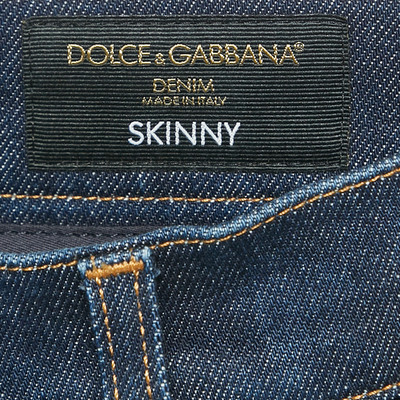 DOLCE & GABBANA®
DENIM
MADE IN ITALY
SKINNY